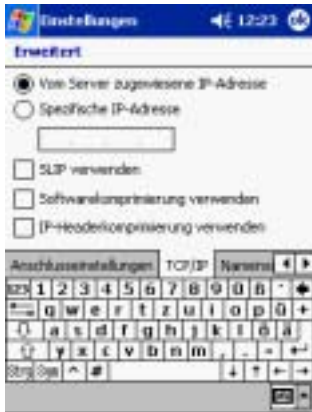 Einstellungen 12:23 ok
Erweitert
Vom Server zugewiesene IP-Adresse
Spezifische IP-Adresse
SLIP verwenden
Softwarekomprimierung verwenden
IP-Headerkomprimierung verwenden
Anschlusseinstellungen TCP/IP Namens
123 1 2 3 4 5 6 7 8 9 0 ß ´
q w e r t z u i o p ü +
a s d f g h j k l ö ä
y x c v b n m , . -
Strg ^ #